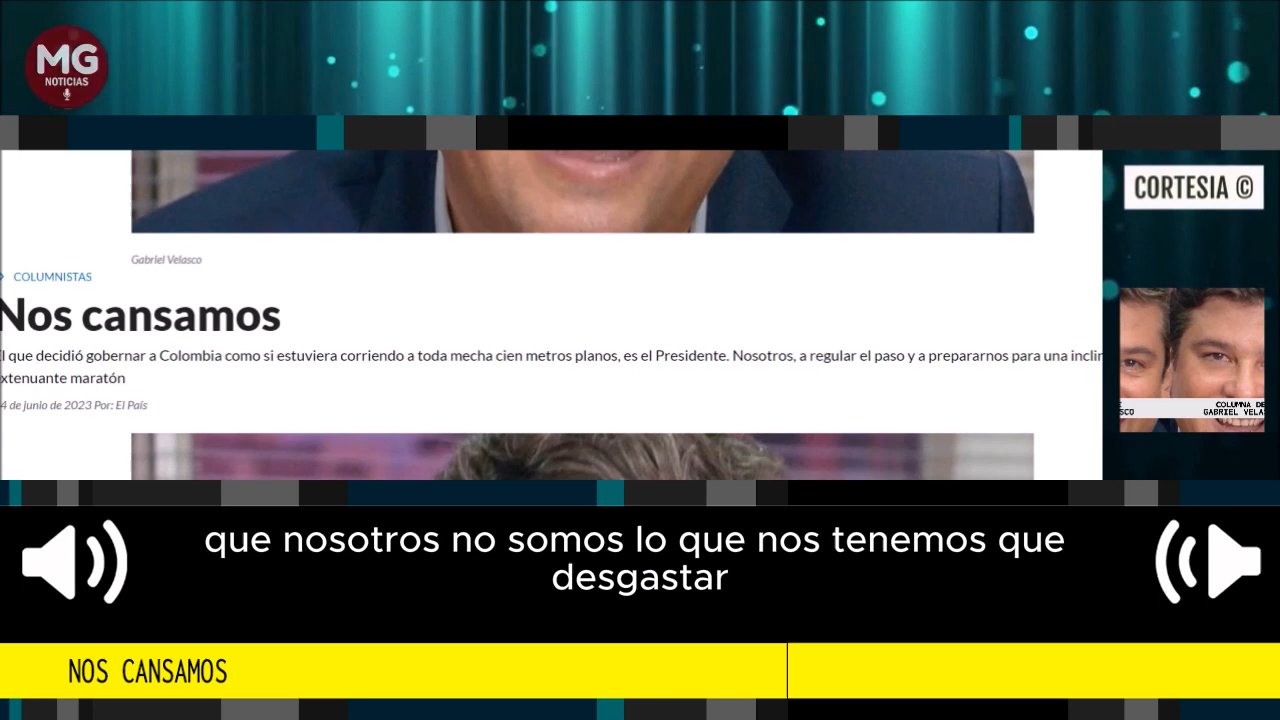 MG
NOTICIAS
CORTESIA ©
Gabriel Velasco
COLUMNISTAS
Nos cansamos
l que decidió gobernar a Colombia como si estuviera corriendo a toda mecha cien metros planos, es el Presidente. Nosotros, a regular el paso y a prepararnos para una
xtenuante maratón
4 de junio de 2023 Por: El País
COLUMNA DE
SCO GABRIEL VELA
que nosotros no somos lo que nos tenemos que
desgastar
NOS CANSAMOS